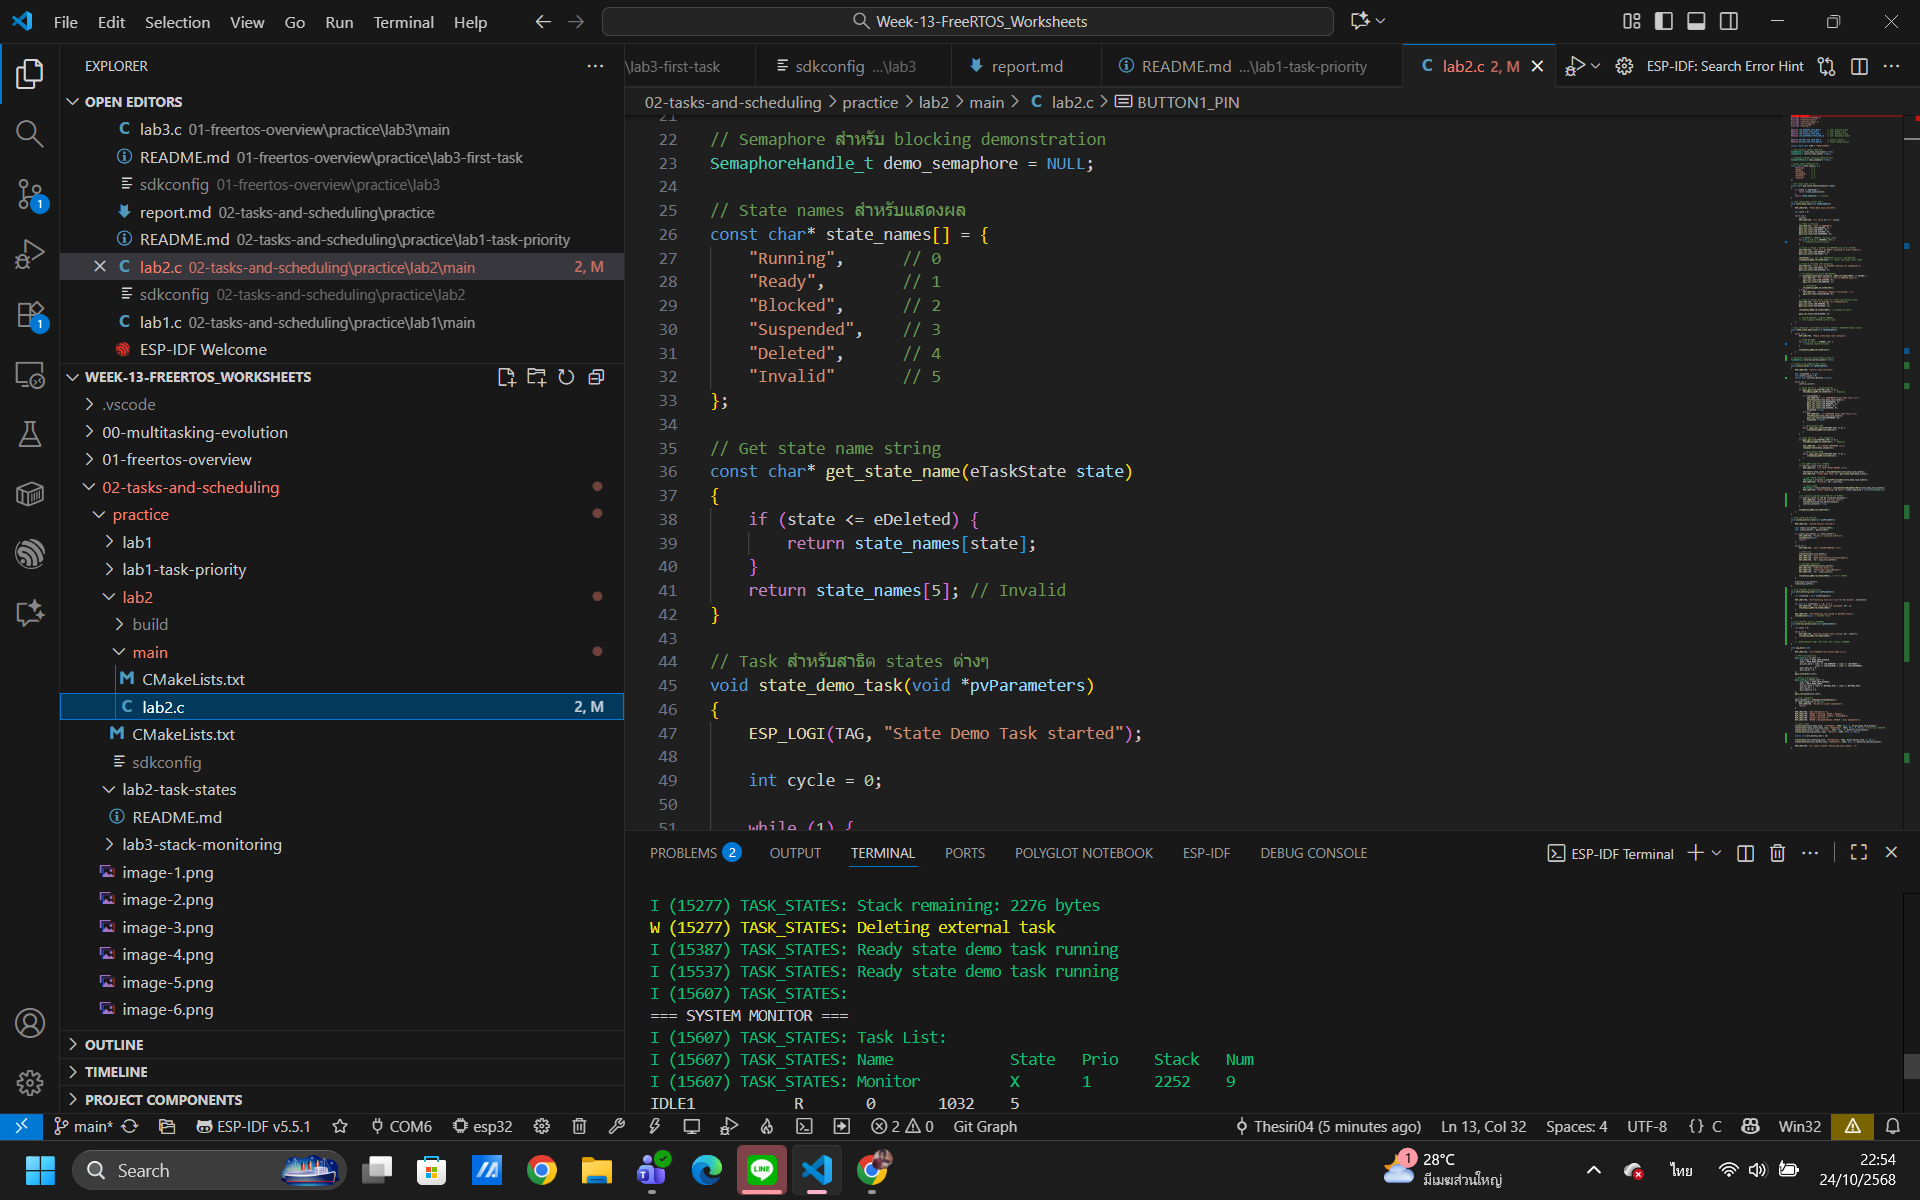 File Edit Selection View Go Run Terminal Help
Week-13-FreeRTOS_Worksheets
EXPLORER
OPEN EDITORS
lab3.c 01-freertos-overview\practice\lab3\main
README.md 01-freertos-overview\practice\lab3-first-task
sdkconfig 01-freertos-overview\practice\lab3
report.md 02-tasks-and-scheduling\practice
README.md 02-tasks-and-scheduling\practice\lab1-task-priority
lab2.c 02-tasks-and-scheduling\practice\lab2\main 2, M
sdkconfig 02-tasks-and-scheduling\practice\lab2
lab1.c 02-tasks-and-scheduling\practice\lab1\main
ESP-IDF Welcome
WEEK-13-FREERTOS_WORKSHEETS
.vscode
00-multitasking-evolution
01-freertos-overview
02-tasks-and-scheduling
practice
lab1
lab1-task-priority
lab2
build
main
CMakeLists.txt
lab2.c 2, M
CMakeLists.txt
sdkconfig
lab2-task-states
README.md
lab3-stack-monitoring
image-1.png
image-2.png
image-3.png
image-4.png
image-5.png
image-6.png
OUTLINE
TIMELINE
PROJECT COMPONENTS
\lab3-first-task sdkconfig ...\lab3 report.md README.md ...\lab1-task-priority lab2.c 2, M ESP-IDF: Search Error Hint
02-tasks-and-scheduling > practice > lab2 > main > C lab2.c > BUTTON1_PIN
21
22 // Semaphore สำหรับ blocking demonstration
23 SemaphoreHandle_t demo_semaphore = NULL;
24
25 // State names สำหรับแสดงผล
26 const char* state_names[] = {
27 "Running", // 0
28 "Ready", // 1
29 "Blocked", // 2
30 "Suspended", // 3
31 "Deleted", // 4
32 "Invalid" // 5
33 };
34
35 // Get state name string
36 const char* get_state_name(eTaskState state)
37 {
38 if (state <= eDeleted) {
39 return state_names[state];
40 }
41 return state_names[5]; // Invalid
42 }
43
44 // Task สำหรับสาธิต states ต่างๆ
45 void state_demo_task(void *pvParameters)
46 {
47 ESP_LOGI(TAG, "State Demo Task started");
48
49 int cycle = 0;
50
51 while (1) {
PROBLEMS 2 OUTPUT TERMINAL PORTS POLYGLOT NOTEBOOK ESP-IDF DEBUG CONSOLE ESP-IDF Terminal
I (15277) TASK_STATES: Stack remaining: 2276 bytes
W (15277) TASK_STATES: Deleting external task
I (15387) TASK_STATES: Ready state demo task running
I (15537) TASK_STATES: Ready state demo task running
I (15607) TASK_STATES:
=== SYSTEM MONITOR ===
I (15607) TASK_STATES: Task List:
I (15607) TASK_STATES: Name State Prio Stack Num
I (15607) TASK_STATES: Monitor X 1 2252 9
IDLE1 R 0 1032 5
main* ESP-IDF v5.5.1 COM6 esp32 2 0 Git Graph Thesiri04 (5 minutes ago) Ln 13, Col 32 Spaces: 4 UTF-8 {} C Win32
Search
1
28°C
มีเมฆส่วนใหญ่
ไทย
22:54
24/10/2568